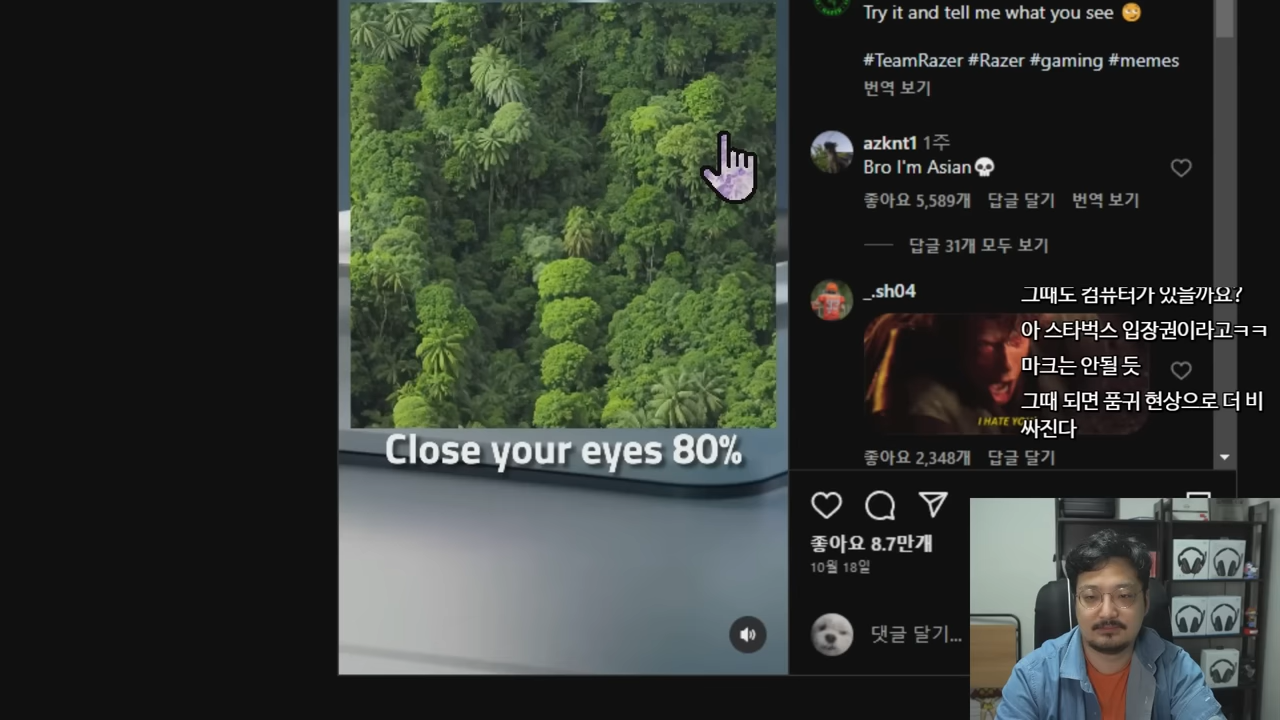 Try it and tell me what you see
#TeamRazer #Razer #gaming #memes
번역 보기
azknt1 1주
Bro I'm Asian💀
좋아요 5,589개 답글 달기 번역 보기
답글 31개 모두 보기
_.sh04
그때도 컴퓨터가 있을까요?
아 스타벅스 입장권이라고ㅋㅋ
마크는 안될 듯
그때 되면 품귀 현상으로 더 비
싸진다
I HATE YOU
좋아요 2,348개 답글 달기
Close your eyes 80%
좋아요 8.7만개
10월 18일
댓글 달기...